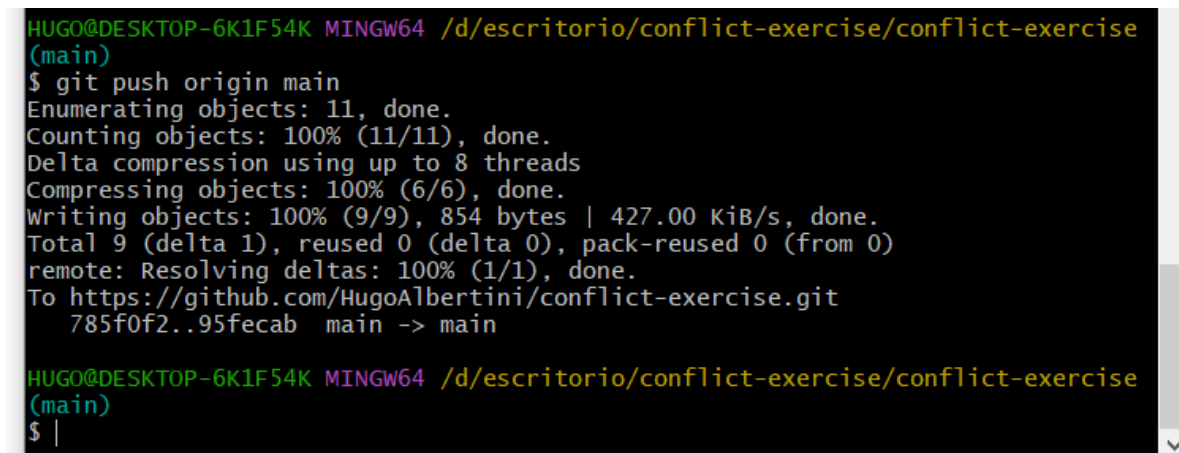 HUGO@DESKTOP-6K1F54K MINGW64 /d/escritorio/conflict-exercise/conflict-exercise
(main)
$ git push origin main
Enumerating objects: 11, done.
Counting objects: 100% (11/11), done.
Delta compression using up to 8 threads
Compressing objects: 100% (6/6), done.
Writing objects: 100% (9/9), 854 bytes | 427.00 KiB/s, done.
Total 9 (delta 1), reused 0 (delta 0), pack-reused 0 (from 0)
remote: Resolving deltas: 100% (1/1), done.
To https://github.com/HugoAlbertini/conflict-exercise.git
   785f0f2..95fecab  main -> main
HUGO@DESKTOP-6K1F54K MINGW64 /d/escritorio/conflict-exercise/conflict-exercise
(main)
$